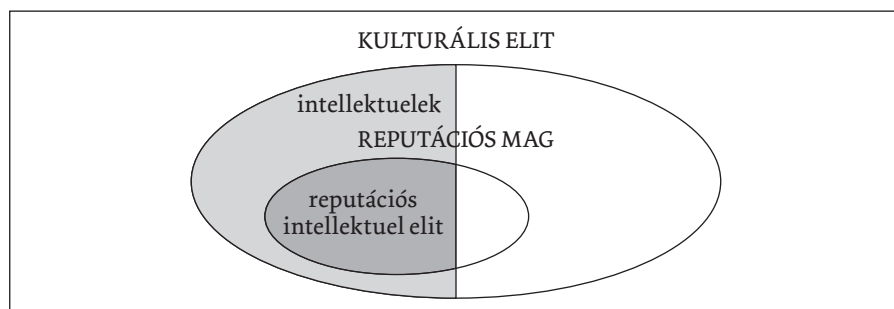 KULTURÁLIS ELIT
intellektuelek
REPUTÁCIÓS MAG
reputációs
intellektuel elit